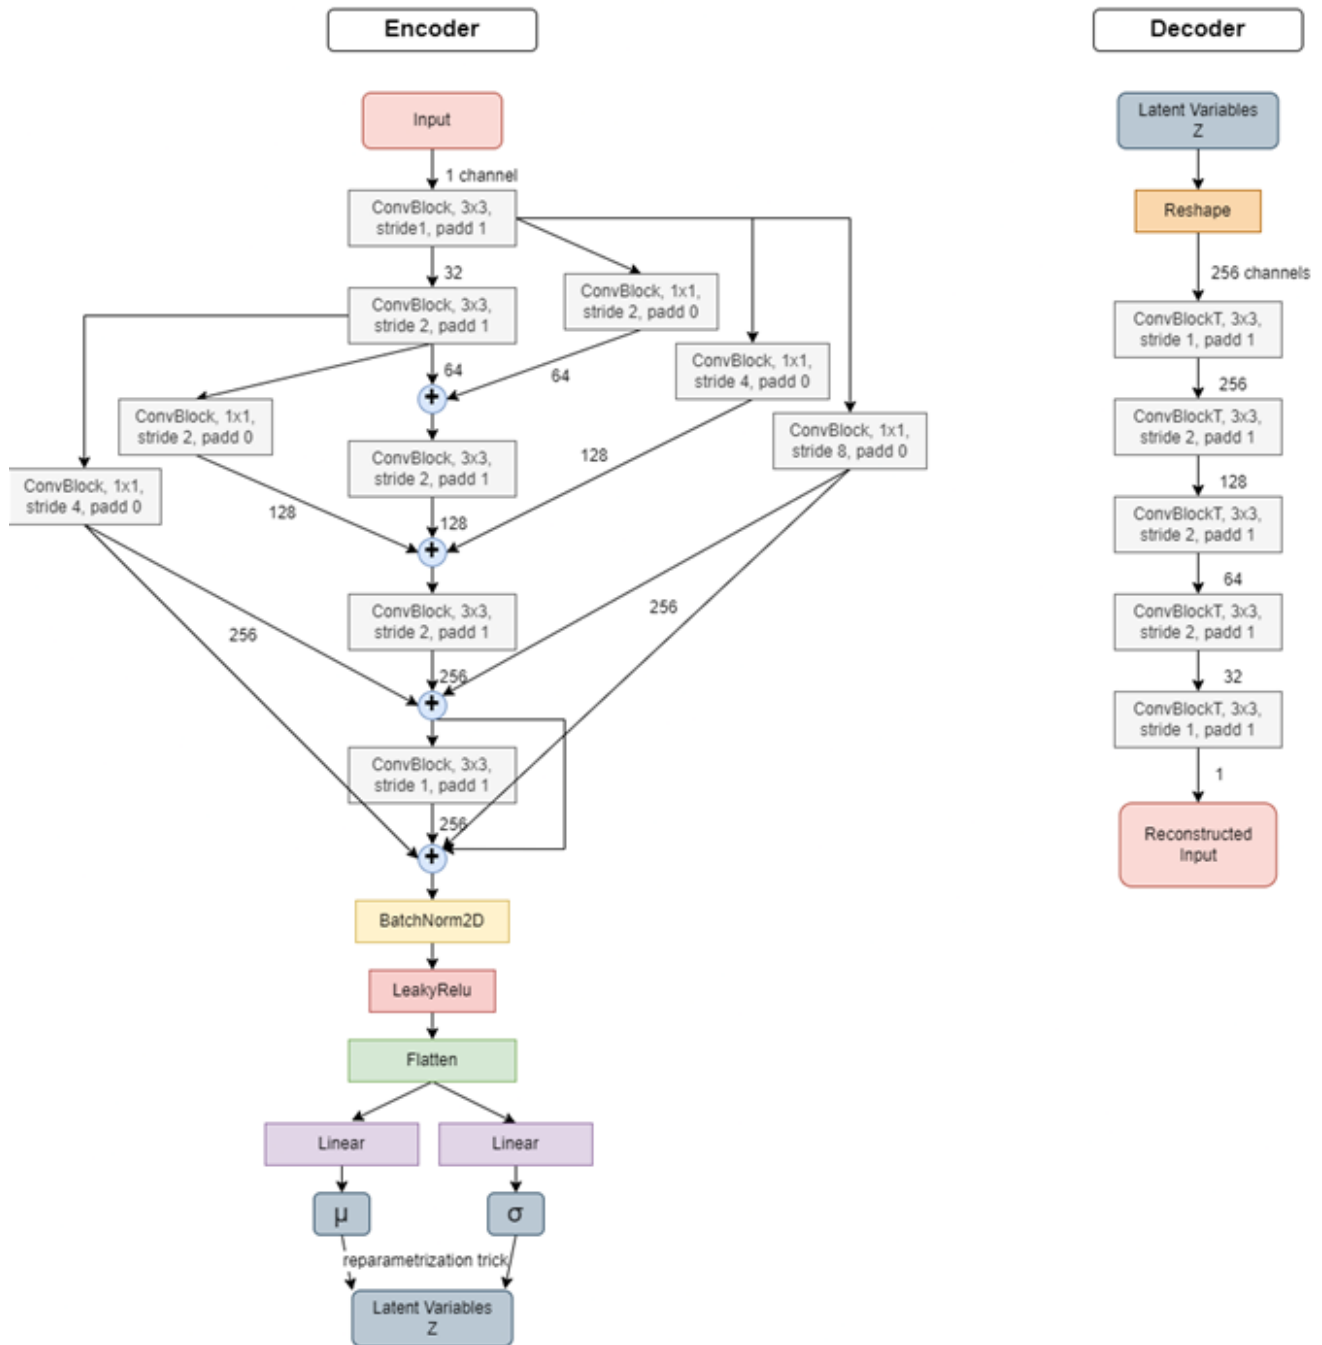 Encoder
Input
1 channel
ConvBlock, 3x3,
stride1, padd 1
32
ConvBlock, 3x3,
stride 2, padd 1
ConvBlock, 1x1,
stride 2, padd 0
64
64
ConvBlock, 1x1,
stride 4, padd 0
ConvBlock, 1x1,
stride 2, padd 0
ConvBlock, 1x1,
stride 8, padd 0
ConvBlock, 3x3,
stride 2, padd 1
128
ConvBlock, 1x1,
stride 4, padd 0
128
128
ConvBlock, 3x3,
stride 2, padd 1
256
256
256
ConvBlock, 3x3,
stride 1, padd 1
256
BatchNorm2D
LeakyRelu
Flatten
Linear
Linear
μ
σ
reparametrization trick
Latent Variables
Z
Decoder
Latent Variables
Z
Reshape
256 channels
ConvBlockT, 3x3,
stride 1, padd 1
256
ConvBlockT, 3x3,
stride 2, padd 1
128
ConvBlockT, 3x3,
stride 2, padd 1
64
ConvBlockT, 3x3,
stride 2, padd 1
32
ConvBlockT, 3x3,
stride 1, padd 1
1
Reconstructed
Input